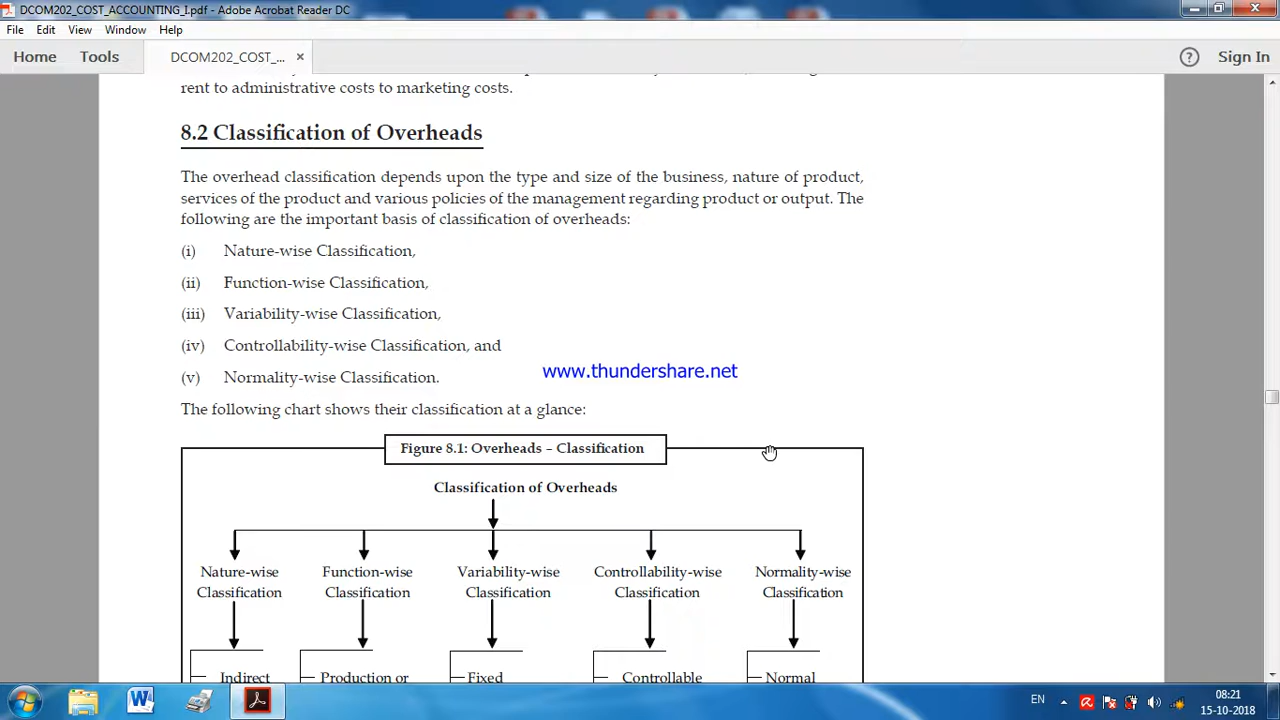 DCOM202_COST_ACCOUNTING_I.pdf - Adobe Acrobat Reader DC
File Edit View Window Help
Home Tools DCOM202_COST_... × ? Sign In
rent to administrative costs to marketing costs.
8.2 Classification of Overheads
The overhead classification depends upon the type and size of the business, nature of product,
services of the product and various policies of the management regarding product or output. The
following are the important basis of classification of overheads:
(i) Nature-wise Classification,
(ii) Function-wise Classification,
(iii) Variability-wise Classification,
(iv) Controllability-wise Classification, and
www.thundershare.net
(v) Normality-wise Classification.
The following chart shows their classification at a glance:
Figure 8.1: Overheads – Classification
Classification of Overheads
Nature-wise Function-wise Variability-wise Controllability-wise Normality-wise
Classification Classification Classification Classification Classification
Indirect Production or Fixed Controllable Normal
EN 08:21
15-10-2018